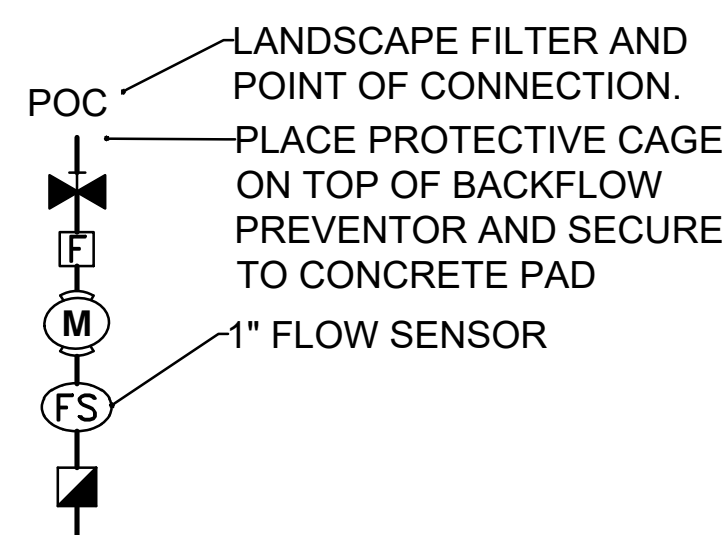 LANDSCAPE FILTER AND
POINT OF CONNECTION.
POC
PLACE PROTECTIVE CAGE
ON TOP OF BACKFLOW
PREVENTOR AND SECURE
TO CONCRETE PAD
F
M
1" FLOW SENSOR
FS